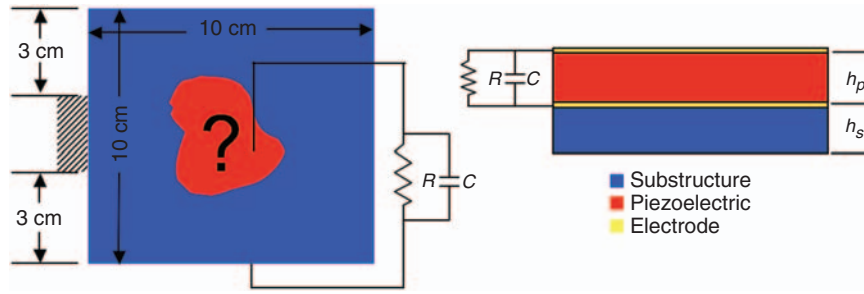 3 cm
10 cm
10 cm
?
3 cm
R
C
R
C
h_p
h_s
Substructure
Piezoelectric
Electrode